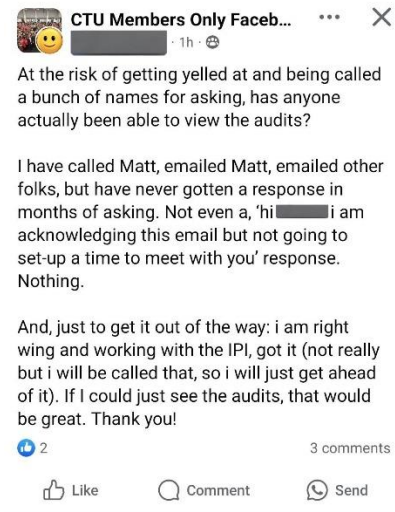 CTU Members Only Faceb...
1h
At the risk of getting yelled at and being called
a bunch of names for asking, has anyone
actually been able to view the audits?
I have called Matt, emailed Matt, emailed other
folks, but have never gotten a response in
months of asking. Not even a, 'hi i am
acknowledging this email but not going to
set-up a time to meet with you' response.
Nothing.
And, just to get it out of the way: i am right
wing and working with the IPI, got it (not really
but i will be called that, so i will just get ahead
of it). If I could just see the audits, that would
be great. Thank you!
2
3 comments
Like
Comment
Send